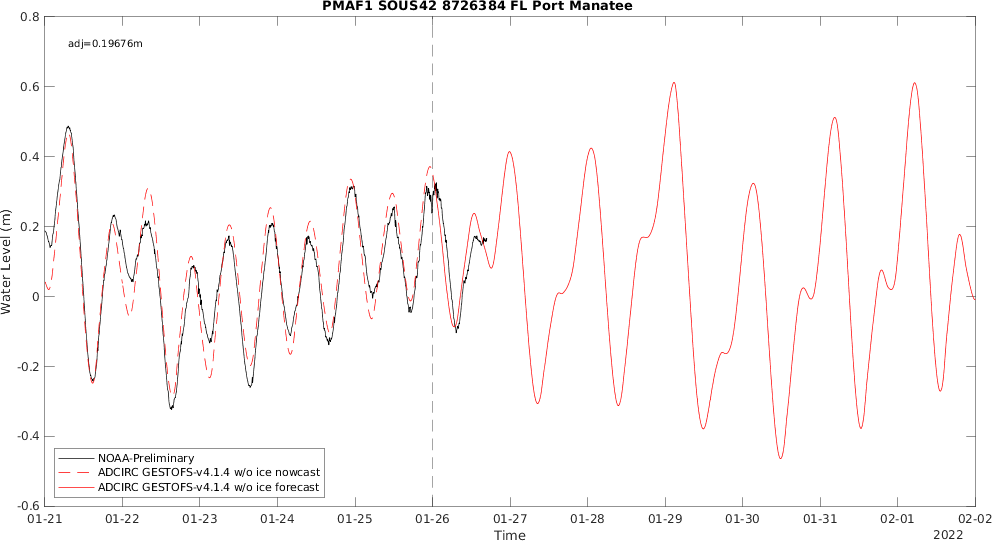 PMAF1 SOUS42 8726384 FL Port Manatee
0.8
adj=0.19676m
0.6
0.4
0.2
0
-0.2
-0.4
-0.6
Water Level (m)
NOAA-Preliminary
ADCIRC GESTOFS-v4.1.4 w/o ice nowcast
ADCIRC GESTOFS-v4.1.4 w/o ice forecast
01-21 01-22 01-23 01-24 01-25 01-26 01-27 01-28 01-29 01-30 01-31 02-01 02-02
Time
2022